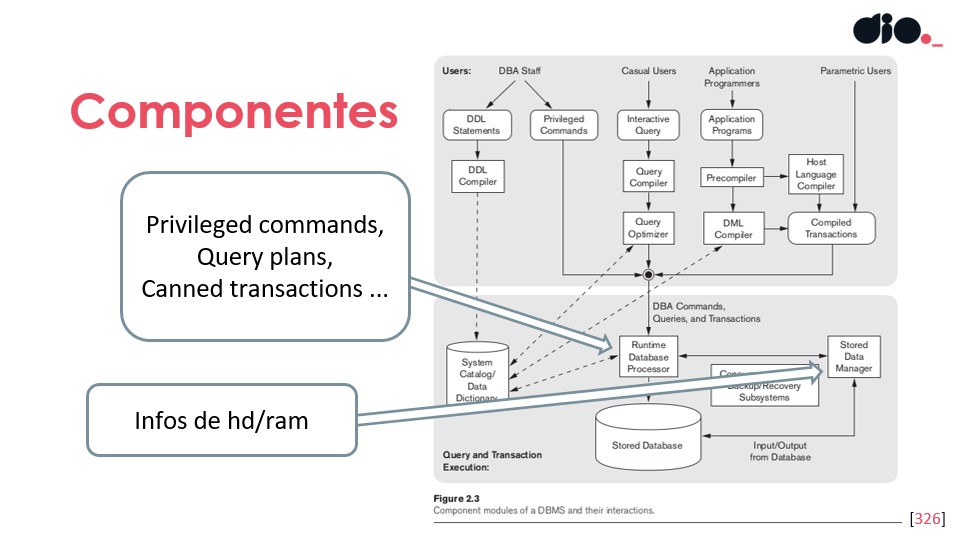 dio._
Componentes
Privileged commands,
Query plans,
Canned transactions ...
Infos de hd/ram
Users:
DBA Staff
Casual Users
Application
Programmers
Parametric Users
DDL
Statements
Privileged
Commands
Interactive
Query
Application
Programs
DDL
Compiler
Query
Compiler
Precompiler
Host
Language
Compiler
Query
Optimizer
DML
Compiler
Compiled
Transactions
DBA Commands,
Queries, and Transactions
System
Catalog/
Data
Dictionary
Runtime
Database
Processor
Stored
Data
Manager
Backup/Recovery
Subsystems
Stored Database
Input/Output
from Database
Query and Transaction
Execution:
Figure 2.3
Component modules of a DBMS and their interactions.
[326]